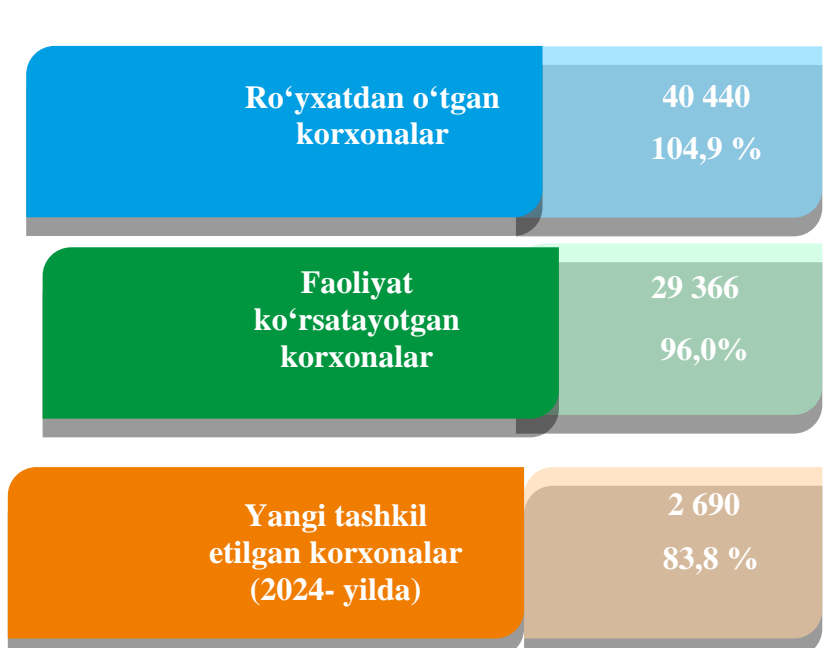 Ro‘yxatdan o‘tgan
korxonalar
40 440
104,9 %
Faoliyat
ko‘rsatayotgan
korxonalar
29 366
96,0%
Yangi tashkil
etilgan korxonalar
(2024- yilda)
2 690
83,8 %